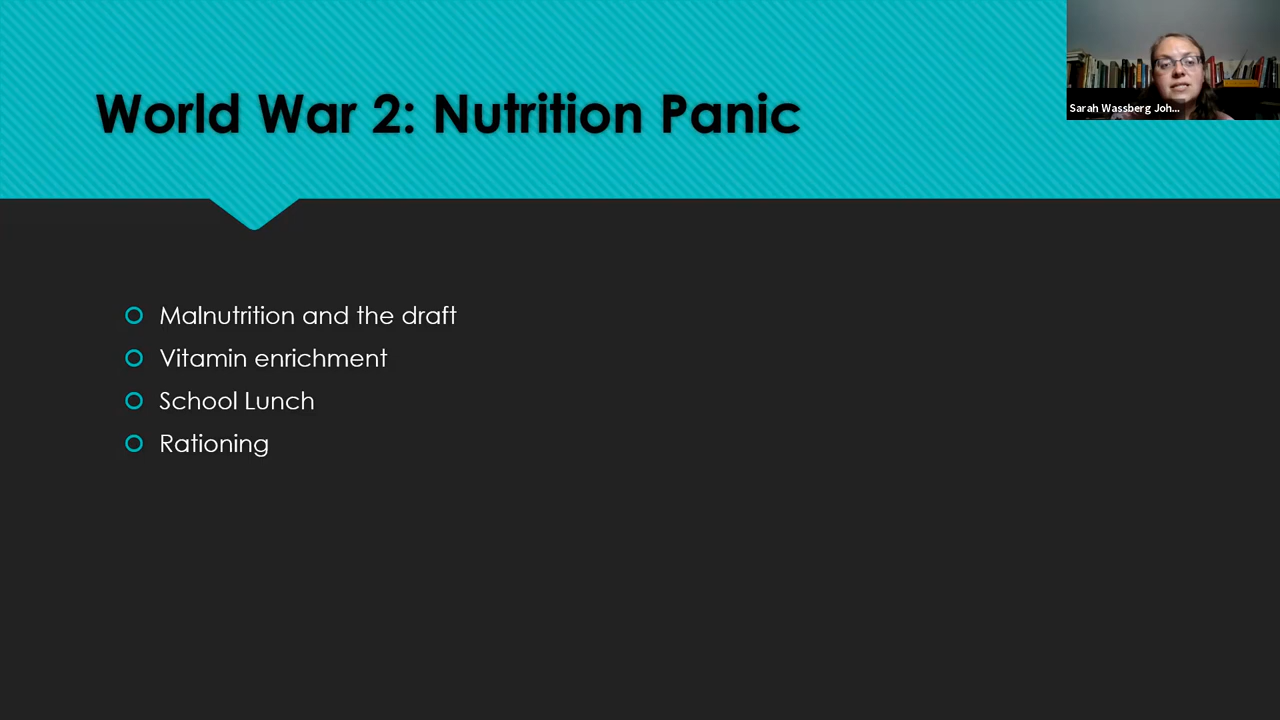 World War 2: Nutrition Panic
Sarah Wassberg Joh...
Malnutrition and the draft
Vitamin enrichment
School Lunch
Rationing